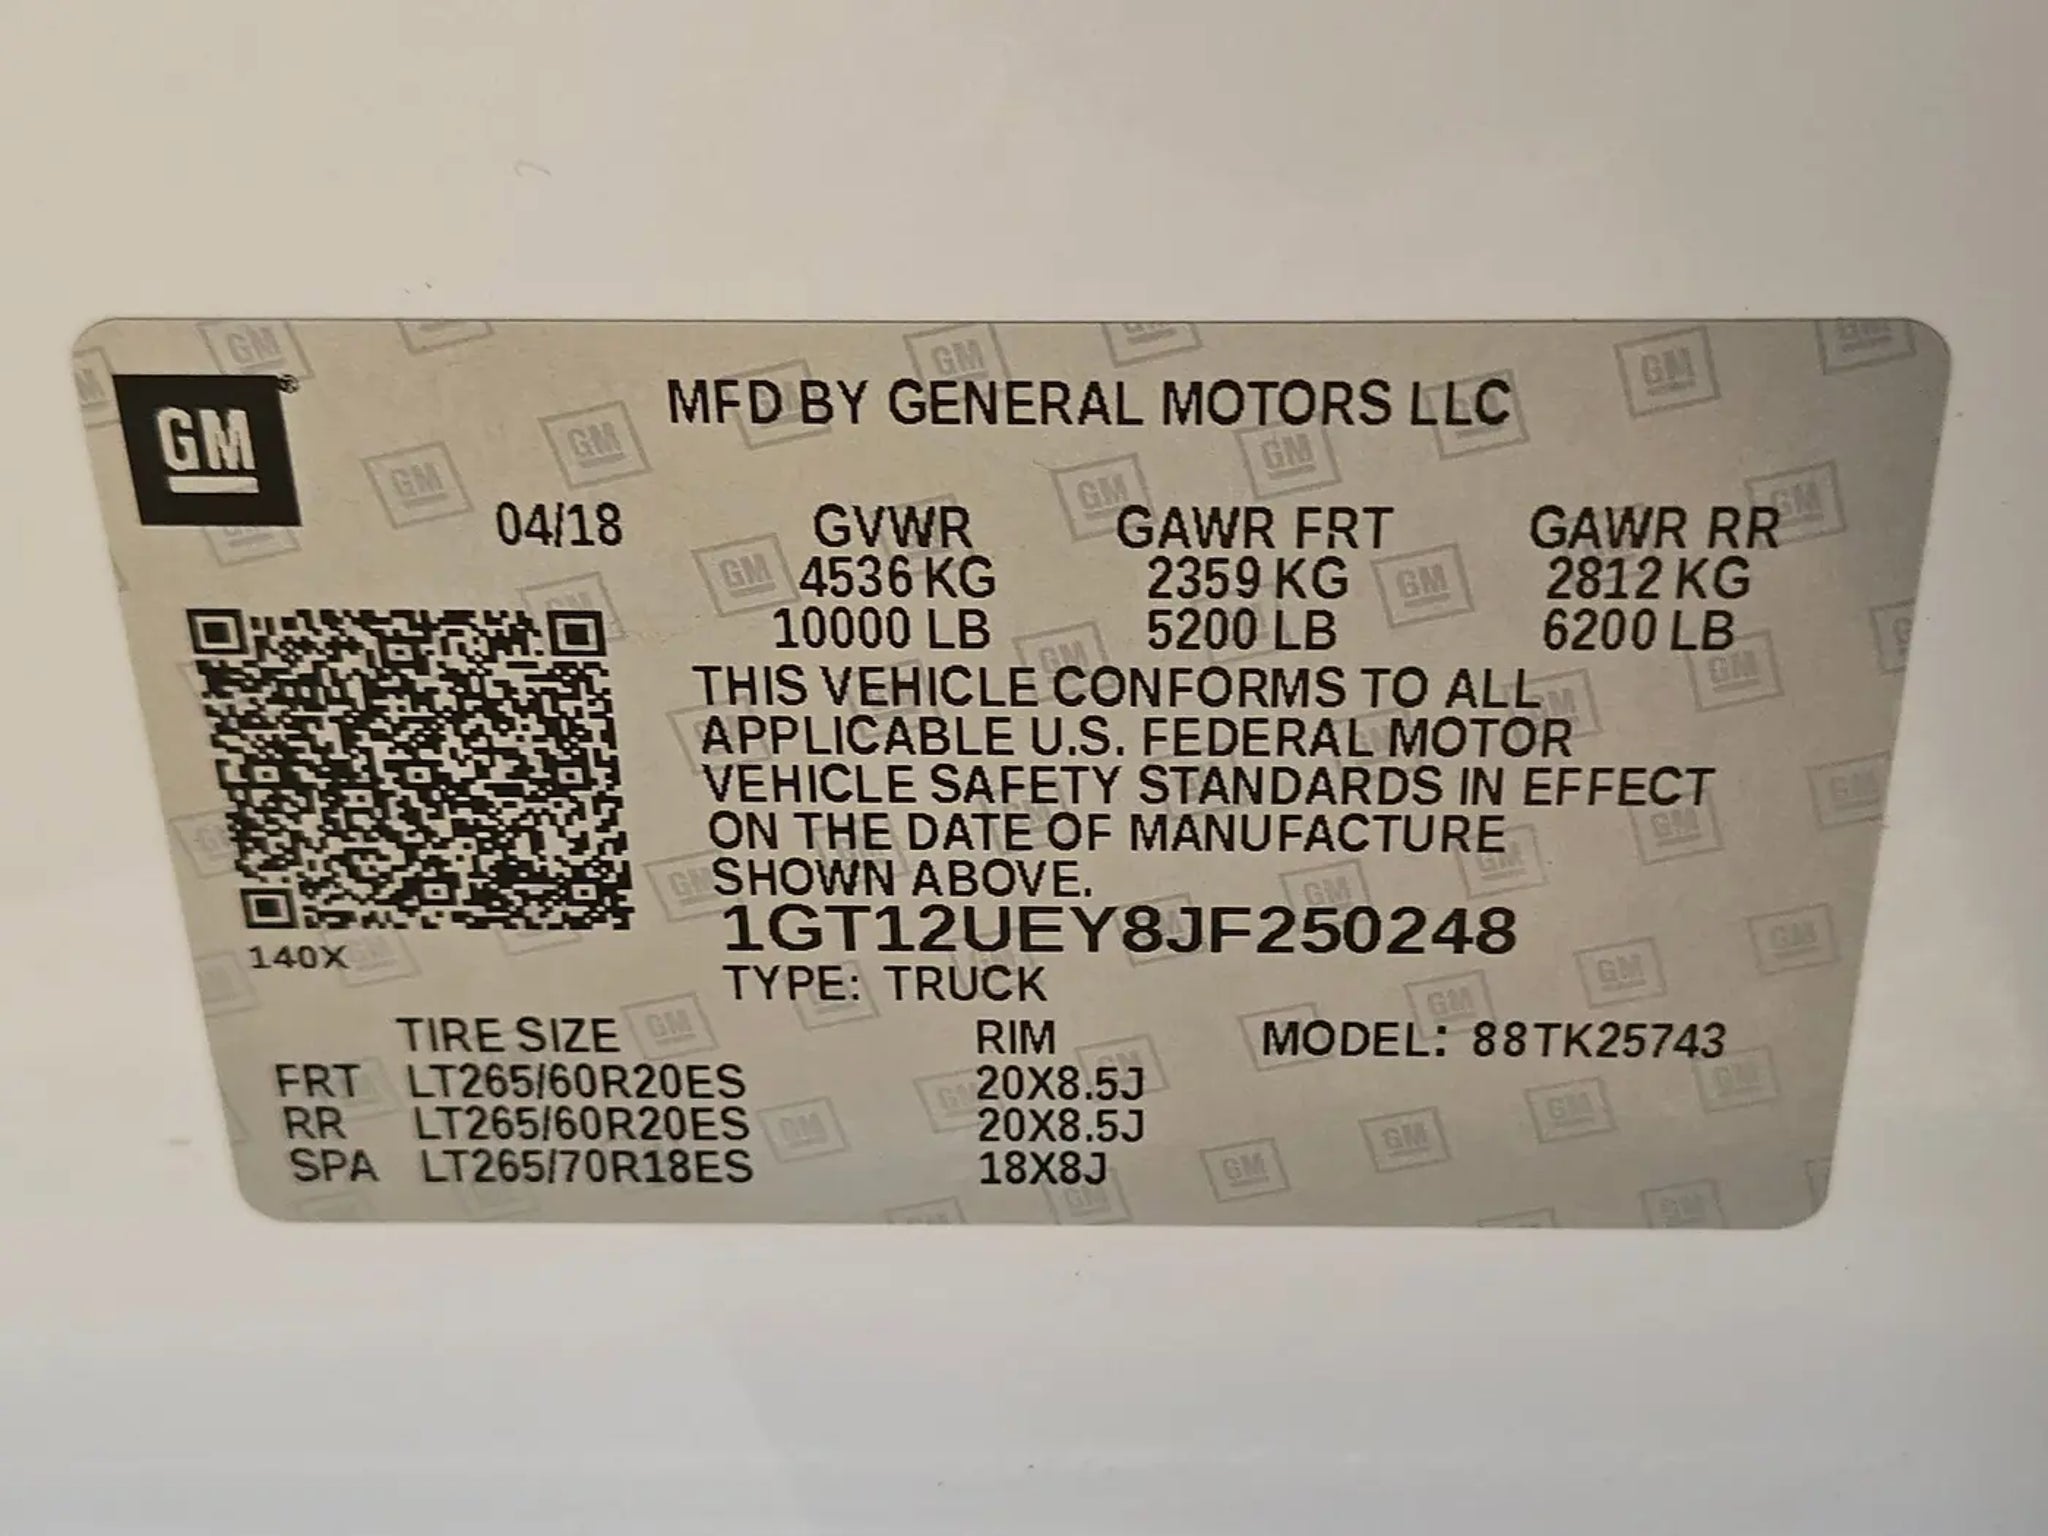 GM
MFD BY GENERAL MOTORS LLC
04/18 GVWR GAWR FRT GAWR RR
4536 KG 2359 KG 2812 KG
10000 LB 5200 LB 6200 LB
THIS VEHICLE CONFORMS TO ALL
APPLICABLE U.S. FEDERAL MOTOR
VEHICLE SAFETY STANDARDS IN EFFECT
ON THE DATE OF MANUFACTURE
SHOWN ABOVE.
1GT12UEY8JF250248
140X
TYPE: TRUCK
TIRE SIZE RIM MODEL: 88TK25743
FRT LT265/60R20ES 20X8.5J
RR LT265/60R20ES 20X8.5J
SPA LT265/70R18ES 18X8J